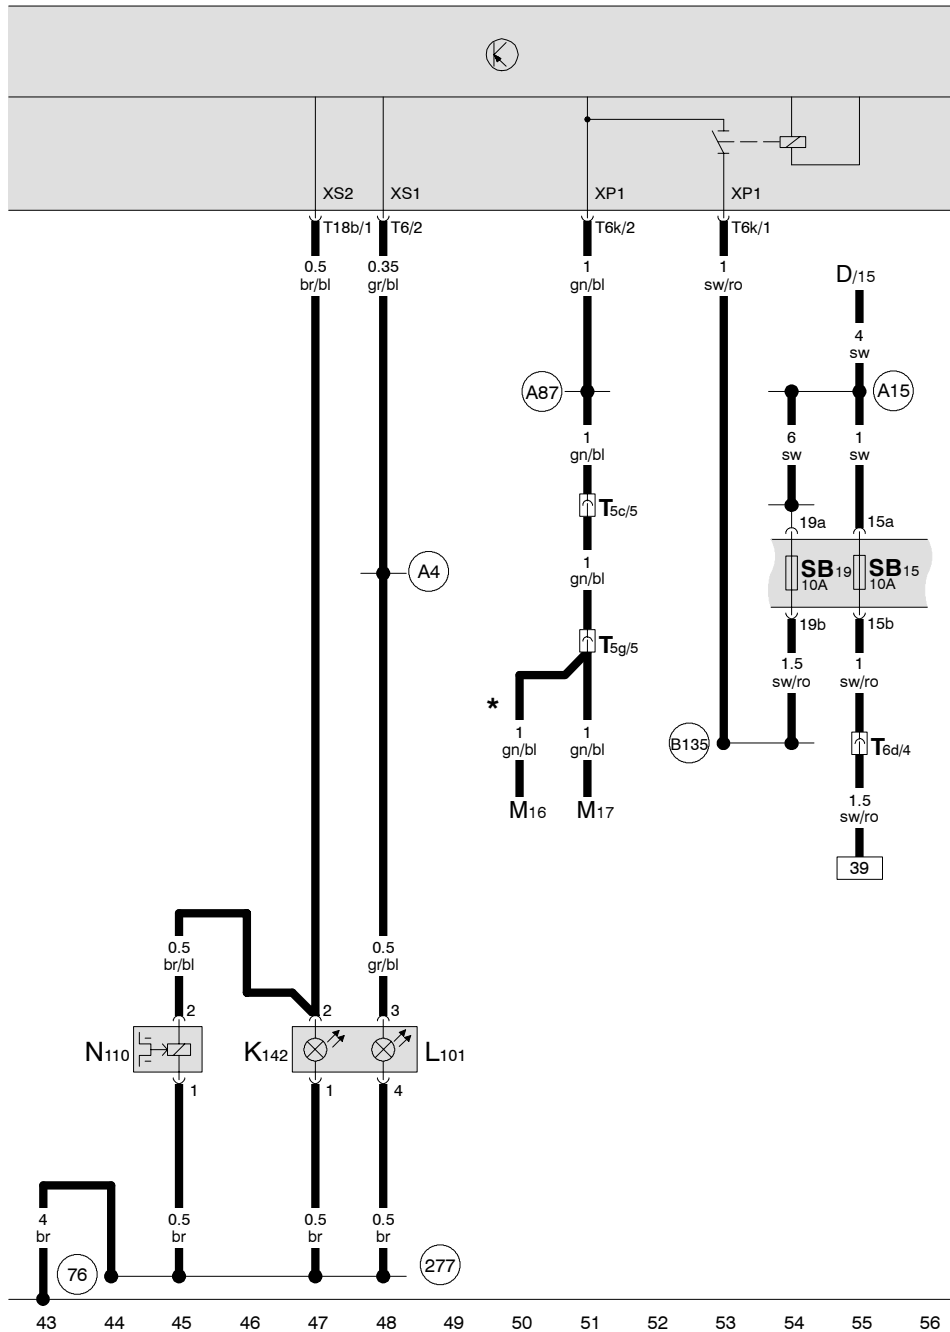 XS2 XS1 XP1 XP1
T18b/1 T6/2 T6k/2 T6k/1
0.5 0.35 1 1
br/bl gr/bl gn/bl sw/ro
D/15
4
sw
A87 A15
1 6 1
gn/bl sw sw
T5c/5
19a 15a
A4
1
gn/bl
SB19 SB15
10A 10A
19b 15b
T5g/5
1.5 1
sw/ro sw/ro
*
1 1
gn/bl gn/bl
B135
T6d/4
M16 M17
1.5
sw/ro
39
0.5 0.5
br/bl gr/bl
2 2 3
N110 K142 L101
1 1 4
4 0.5 0.5 0.5
br br br br
76 277
43 44 45 46 47 48 49 50 51 52 53 54 55 56